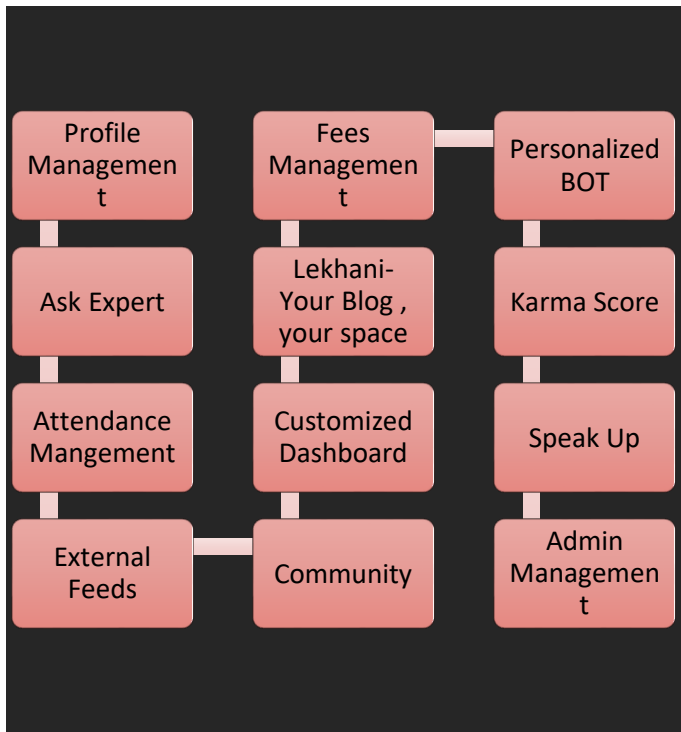 Profile
Managemen
t
Ask Expert
Attendance
Mangement
External
Feeds
Community
Customized
Dashboard
Lekhani-
Your Blog ,
your space
Fees
Managemen
t
Personalized
BOT
Karma Score
Speak Up
Admin
Managemen
t